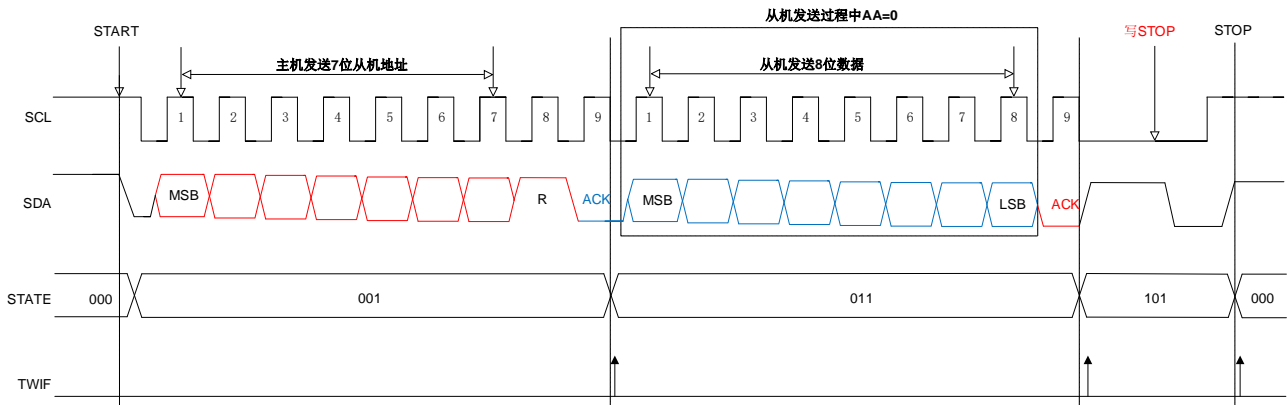 从机发送过程中AA=0
START
写STOP
STOP
主机发送7位从机地址
从机发送8位数据
SCL
1 2 3 4 5 6 7 8 9 1 2 3 4 5 6 7 8 9
SDA
MSB R ACK MSB LSB ACK
STATE
000 001 011 101 000
TWIF